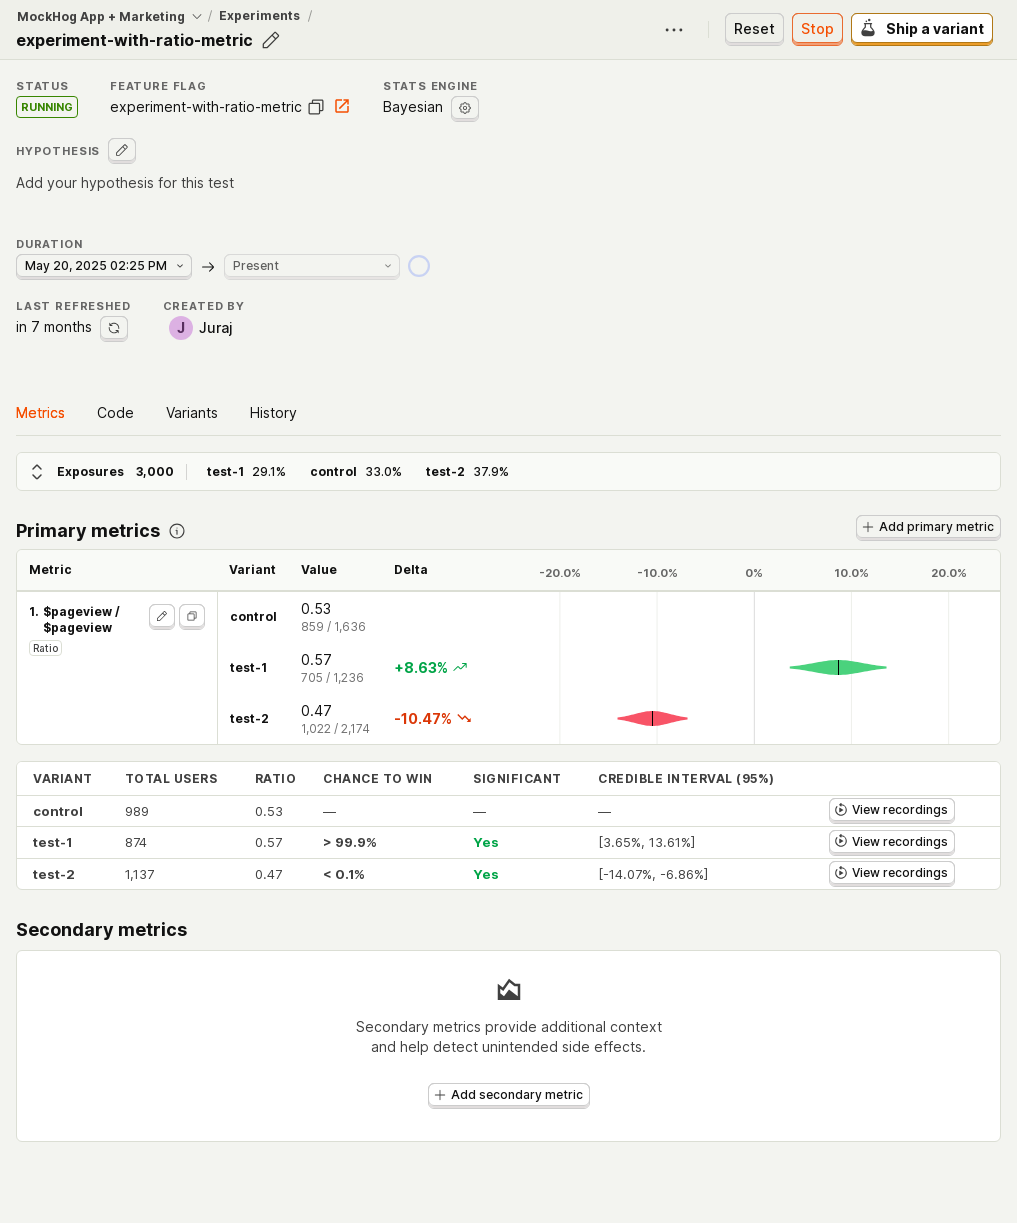 MockHog App + Marketing / Experiments /
experiment-with-ratio-metric
Reset Stop Ship a variant
STATUS FEATURE FLAG STATS ENGINE
RUNNING experiment-with-ratio-metric Bayesian
HYPOTHESIS
Add your hypothesis for this test
DURATION
May 20, 2025 02:25 PM → Present
LAST REFRESHED CREATED BY
in 7 months J Juraj
Metrics Code Variants History
Exposures 3,000 test-1 29.1% control 33.0% test-2 37.9%
Primary metrics Add primary metric
Metric Variant Value Delta -20.0% -10.0% 0% 10.0% 20.0%
1. $pageview / $pageview
Ratio
control 0.53
859 / 1,636
test-1 0.57 +8.63%
705 / 1,236
test-2 0.47 -10.47%
1,022 / 2,174
VARIANT TOTAL USERS RATIO CHANCE TO WIN SIGNIFICANT CREDIBLE INTERVAL (95%)
control 989 0.53 — — — View recordings
test-1 874 0.57 > 99.9% Yes [3.65%, 13.61%] View recordings
test-2 1,137 0.47 < 0.1% Yes [-14.07%, -6.86%] View recordings
Secondary metrics
Secondary metrics provide additional context
and help detect unintended side effects.
Add secondary metric